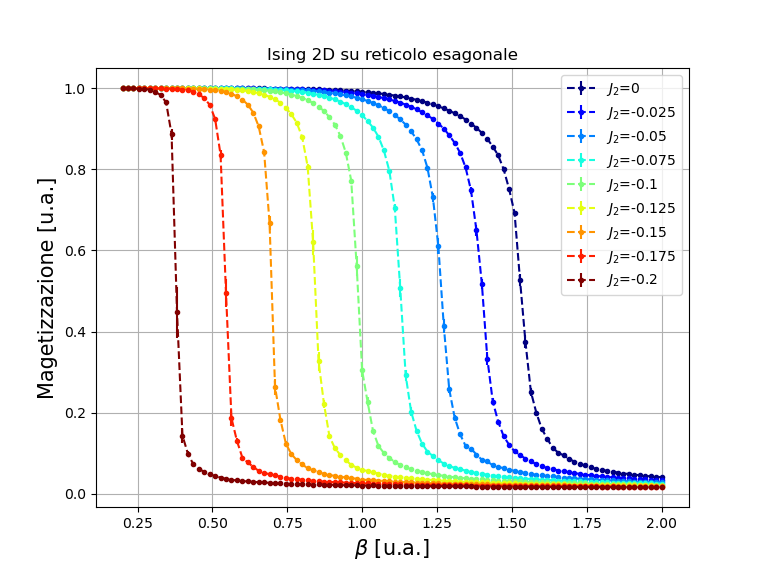 Ising 2D su reticolo esagonale
Magetizzazione [u.a.]
1.0
0.8
0.6
0.4
0.2
0.0
J₂=0
J₂=-0.025
J₂=-0.05
J₂=-0.075
J₂=-0.1
J₂=-0.125
J₂=-0.15
J₂=-0.175
J₂=-0.2
0.25 0.50 0.75 1.00 1.25 1.50 1.75 2.00
β [u.a.]